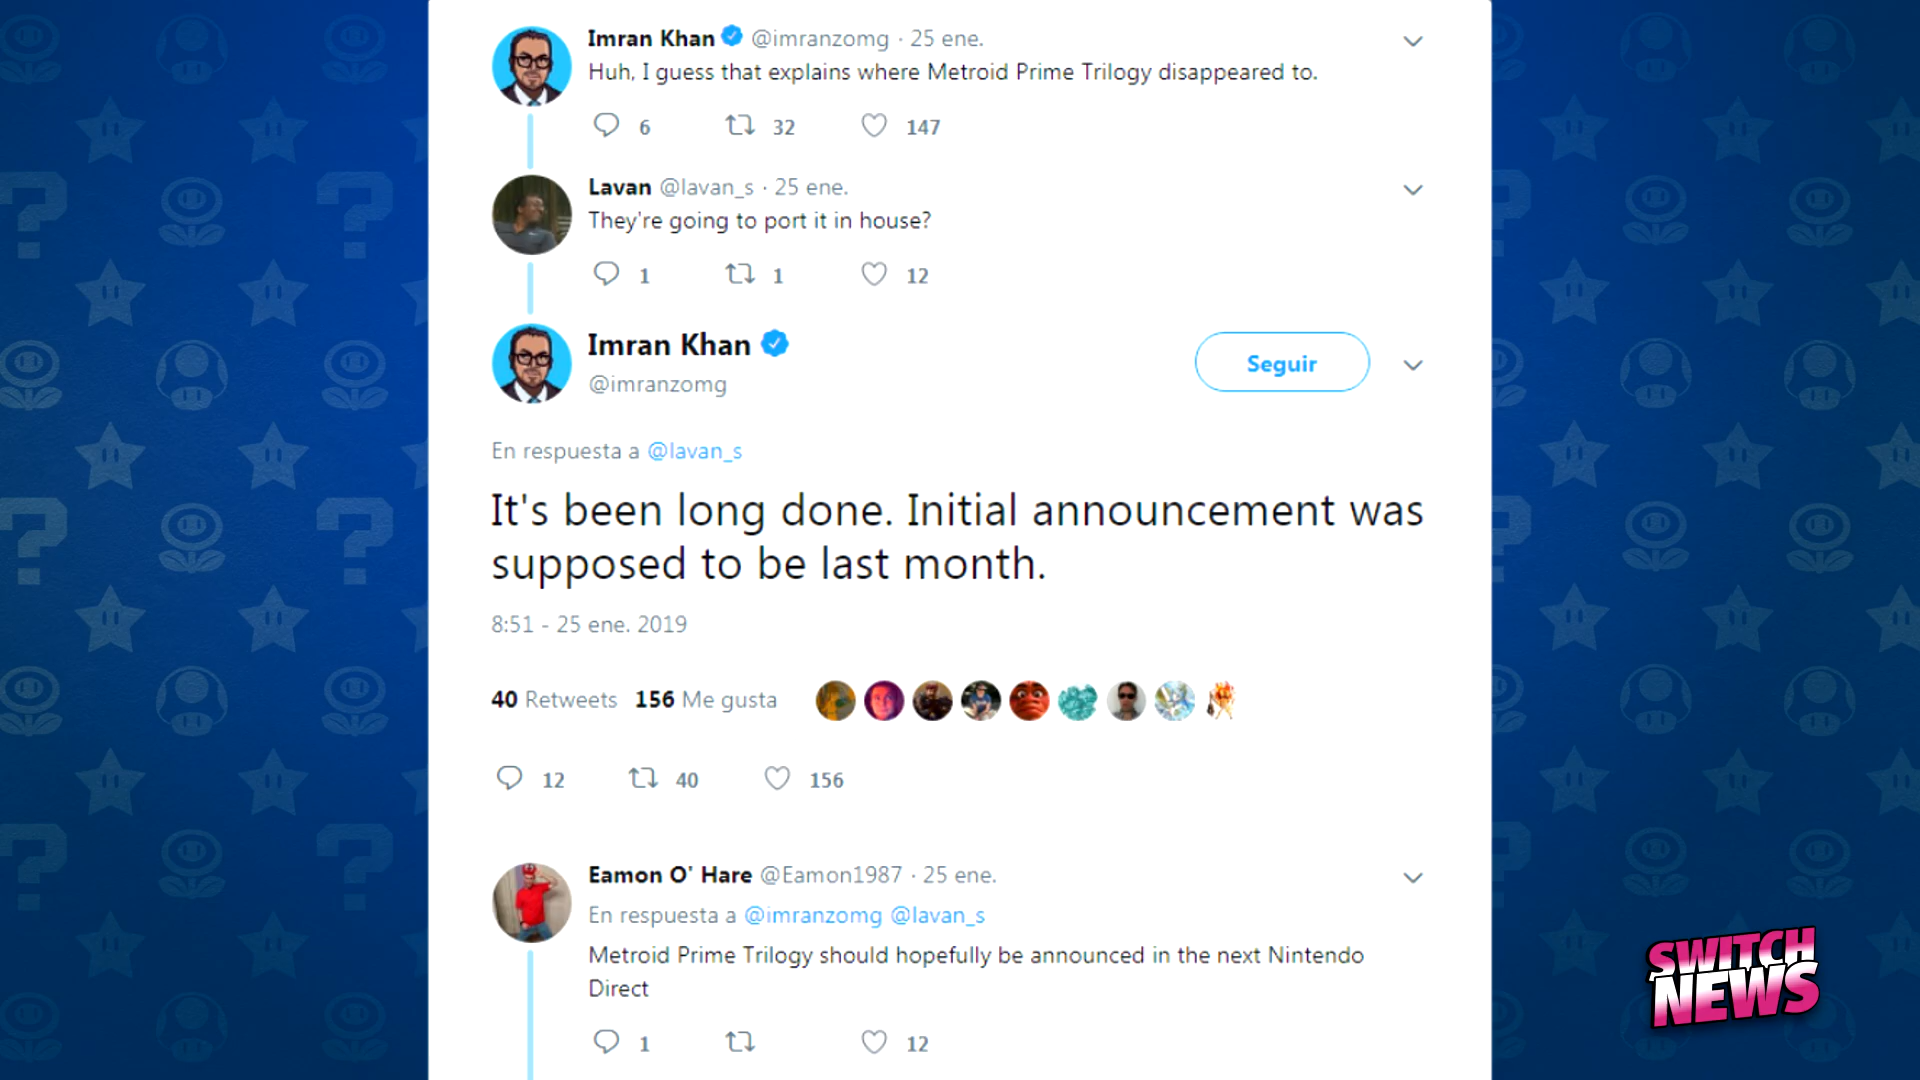 Imran Khan @imranzomg · 25 ene.
Huh, I guess that explains where Metroid Prime Trilogy disappeared to.
6 32 147
Lavan @lavan_s · 25 ene.
They're going to port it in house?
1 1 12
Imran Khan
@imranzomg
Seguir
En respuesta a @lavan_s
It's been long done. Initial announcement was
supposed to be last month.
8:51 - 25 ene. 2019
40 Retweets 156 Me gusta
12 40 156
Eamon O' Hare @Eamon1987 · 25 ene.
En respuesta a @imranzomg @lavan_s
Metroid Prime Trilogy should hopefully be announced in the next Nintendo
Direct
1 12
SWITCH
NEWS